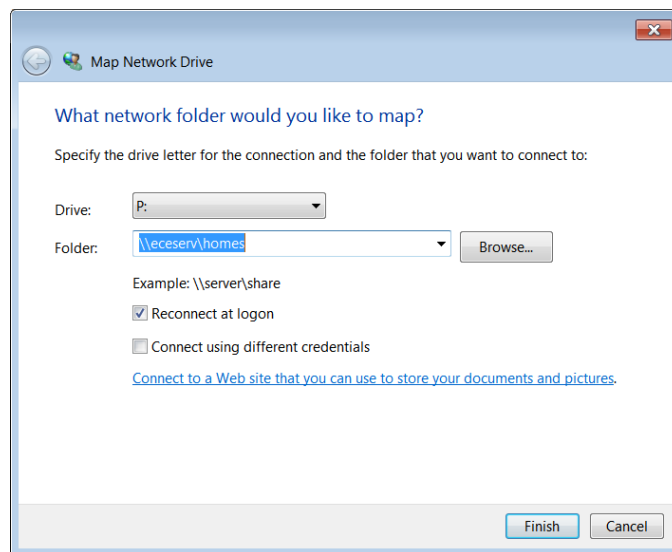 Map Network Drive
What network folder would you like to map?
Specify the drive letter for the connection and the folder that you want to connect to:
Drive: P:
Folder: \\eceserv\homes Browse...
Example: \\server\share
Reconnect at logon
Connect using different credentials
Connect to a Web site that you can use to store your documents and pictures.
Finish Cancel